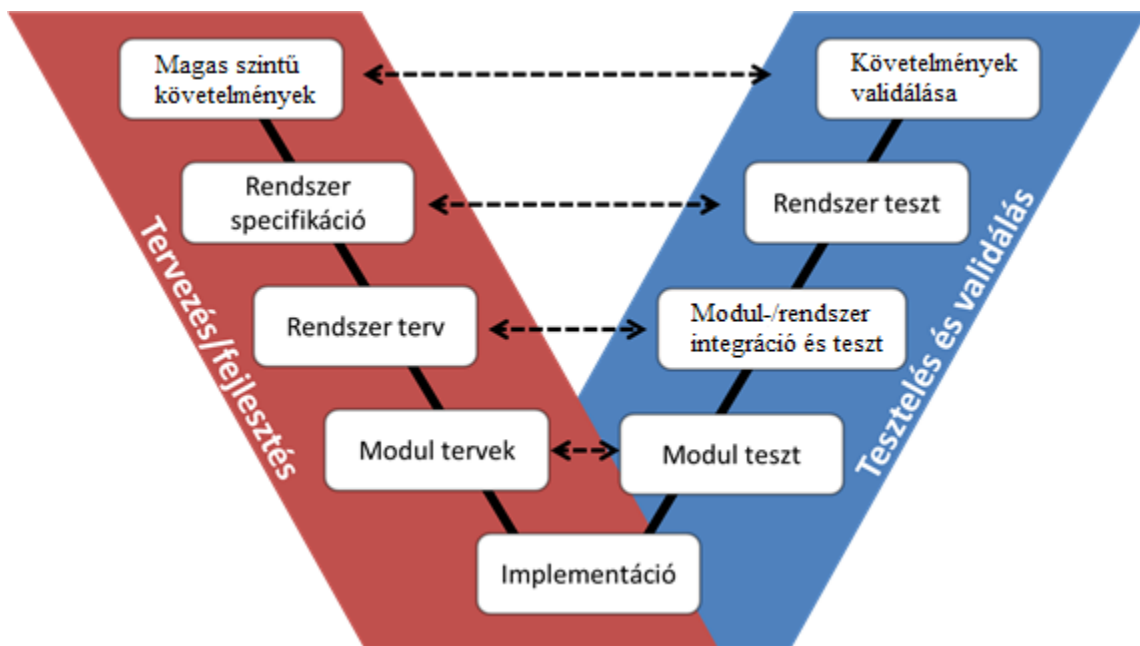 Magas szintű
követelmények
Követelmények
validálása
Rendszer
specifikáció
Rendszer teszt
Rendszer terv
Modul-/rendszer
integráció és teszt
Modul tervek
Modul teszt
Implementáció
Tervezés/fejlesztés
Tesztelés és validálás